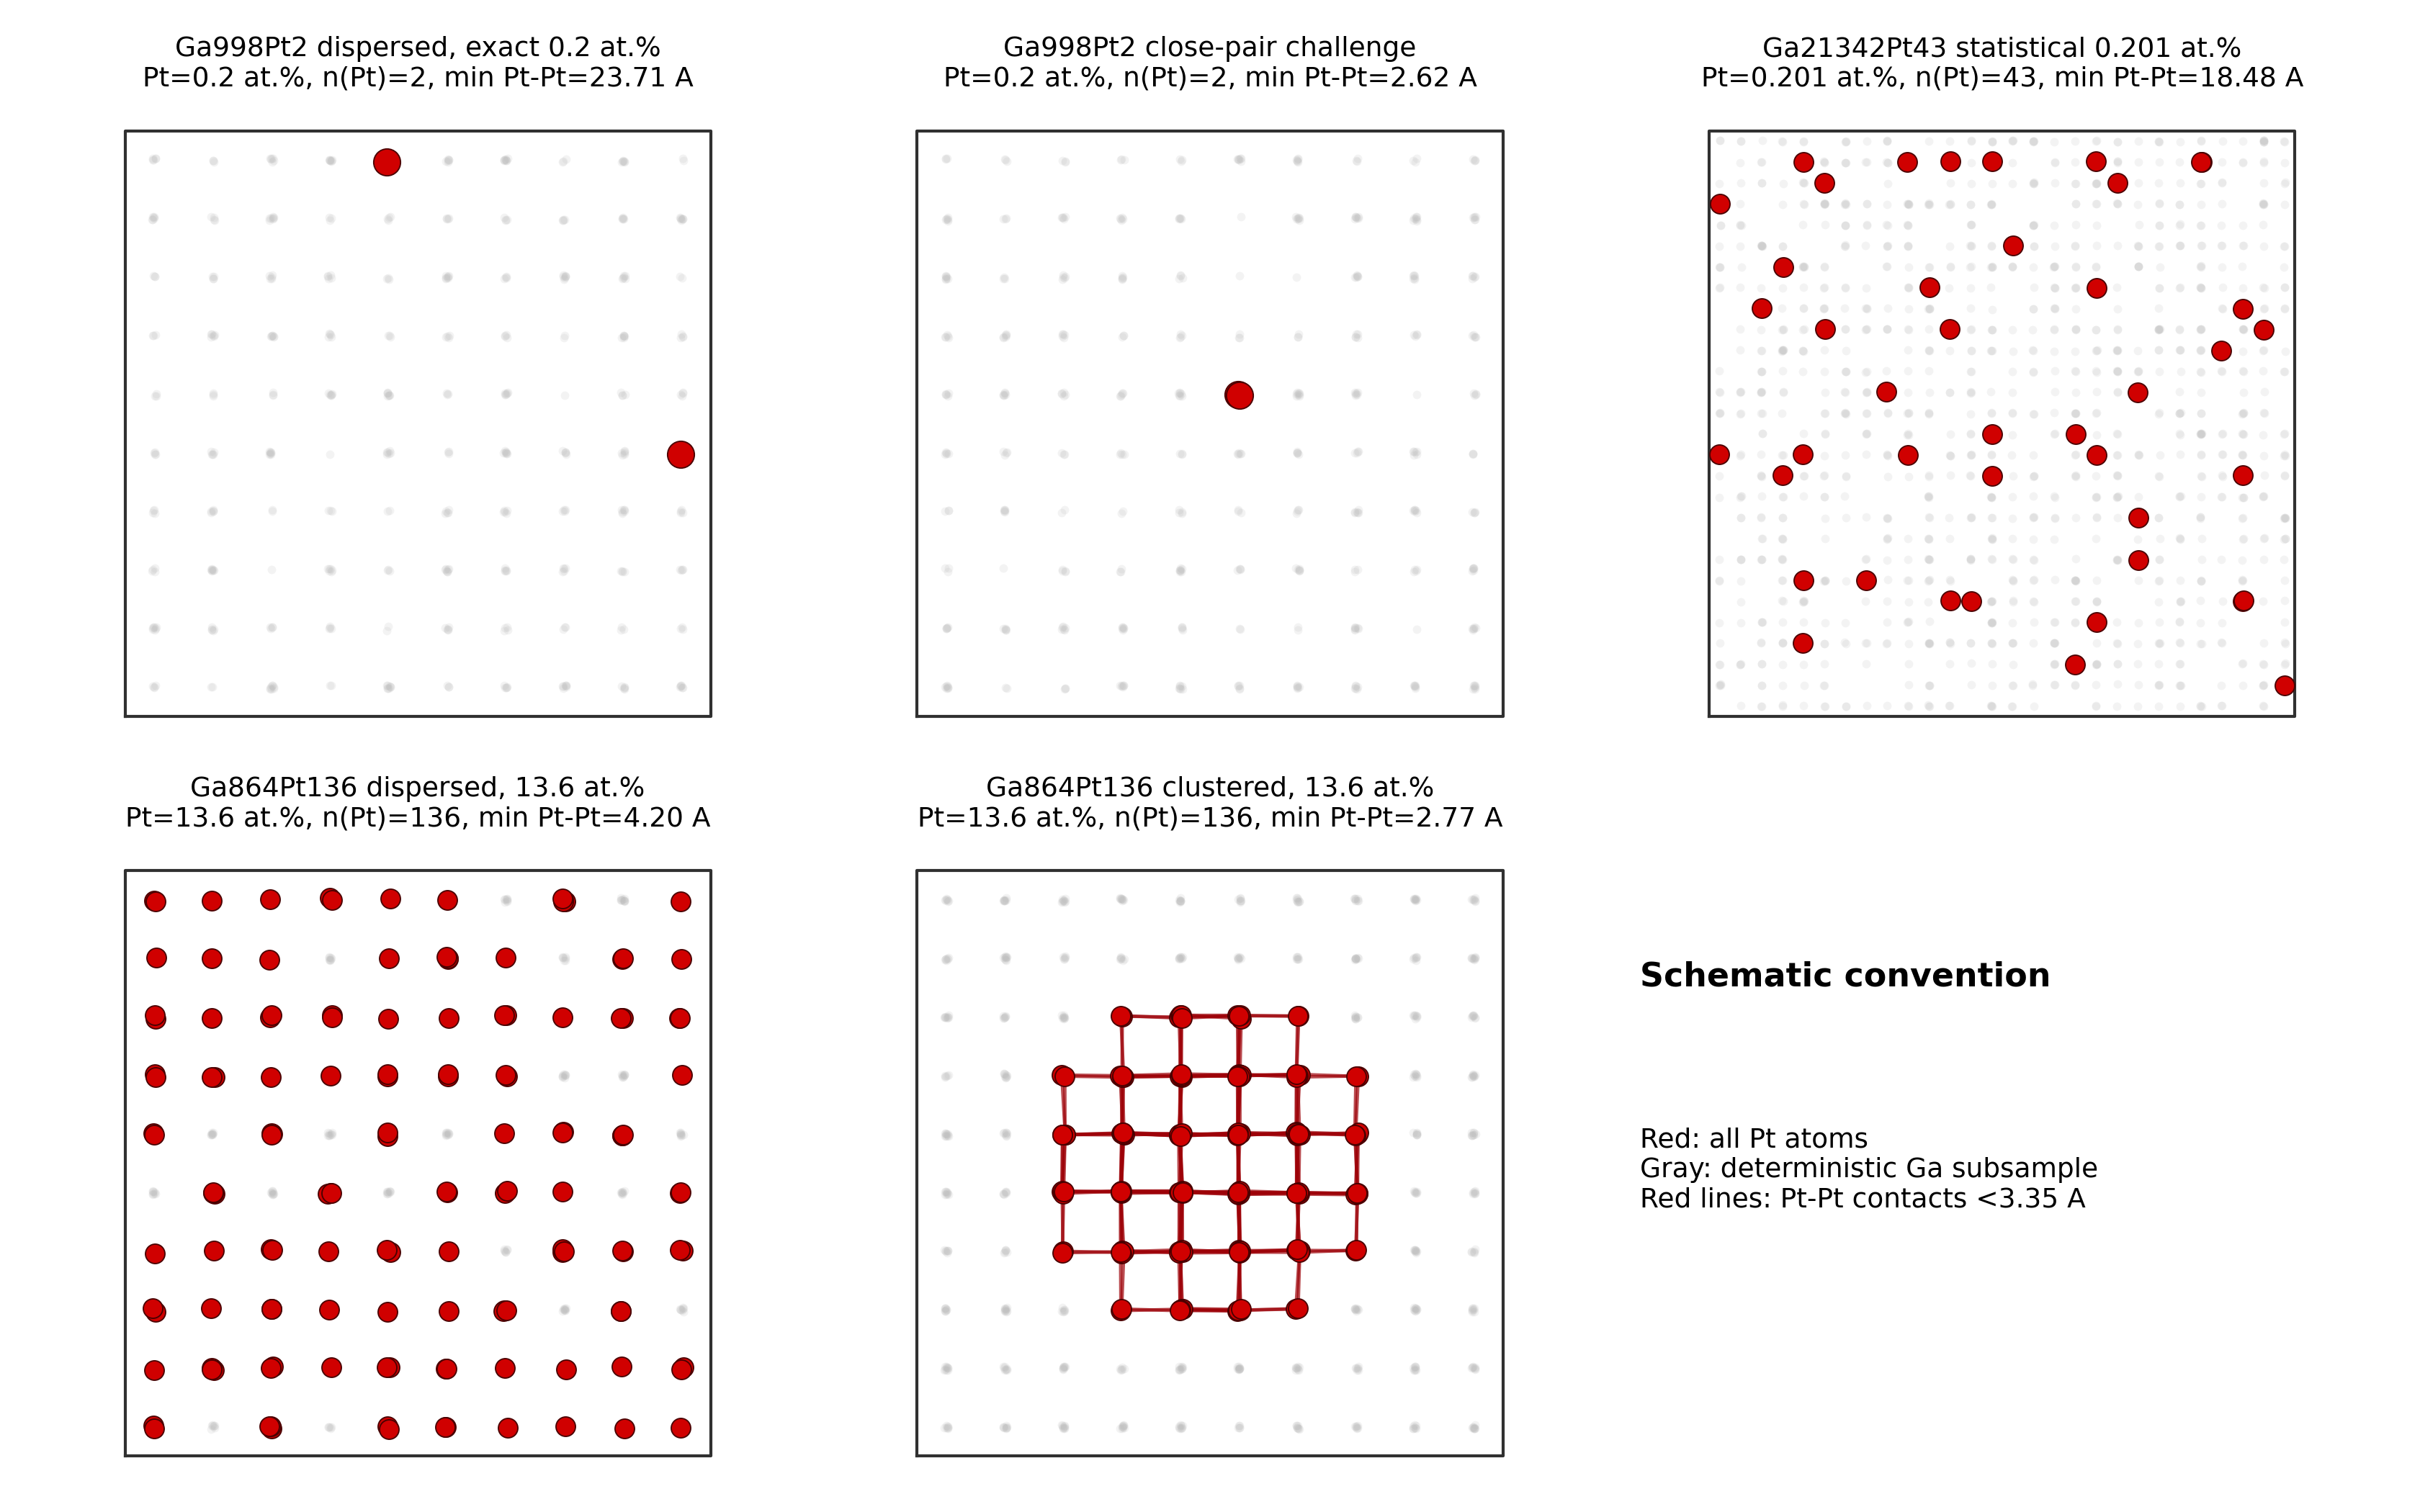 Ga998Pt2 dispersed, exact 0.2 at.%
Pt=0.2 at.%, n(Pt)=2, min Pt-Pt=23.71 A
Ga998Pt2 close-pair challenge
Pt=0.2 at.%, n(Pt)=2, min Pt-Pt=2.62 A
Ga21342Pt43 statistical 0.201 at.%
Pt=0.201 at.%, n(Pt)=43, min Pt-Pt=18.48 A
Ga864Pt136 dispersed, 13.6 at.%
Pt=13.6 at.%, n(Pt)=136, min Pt-Pt=4.20 A
Ga864Pt136 clustered, 13.6 at.%
Pt=13.6 at.%, n(Pt)=136, min Pt-Pt=2.77 A
Schematic convention
Red: all Pt atoms
Gray: deterministic Ga subsample
Red lines: Pt-Pt contacts <3.35 A